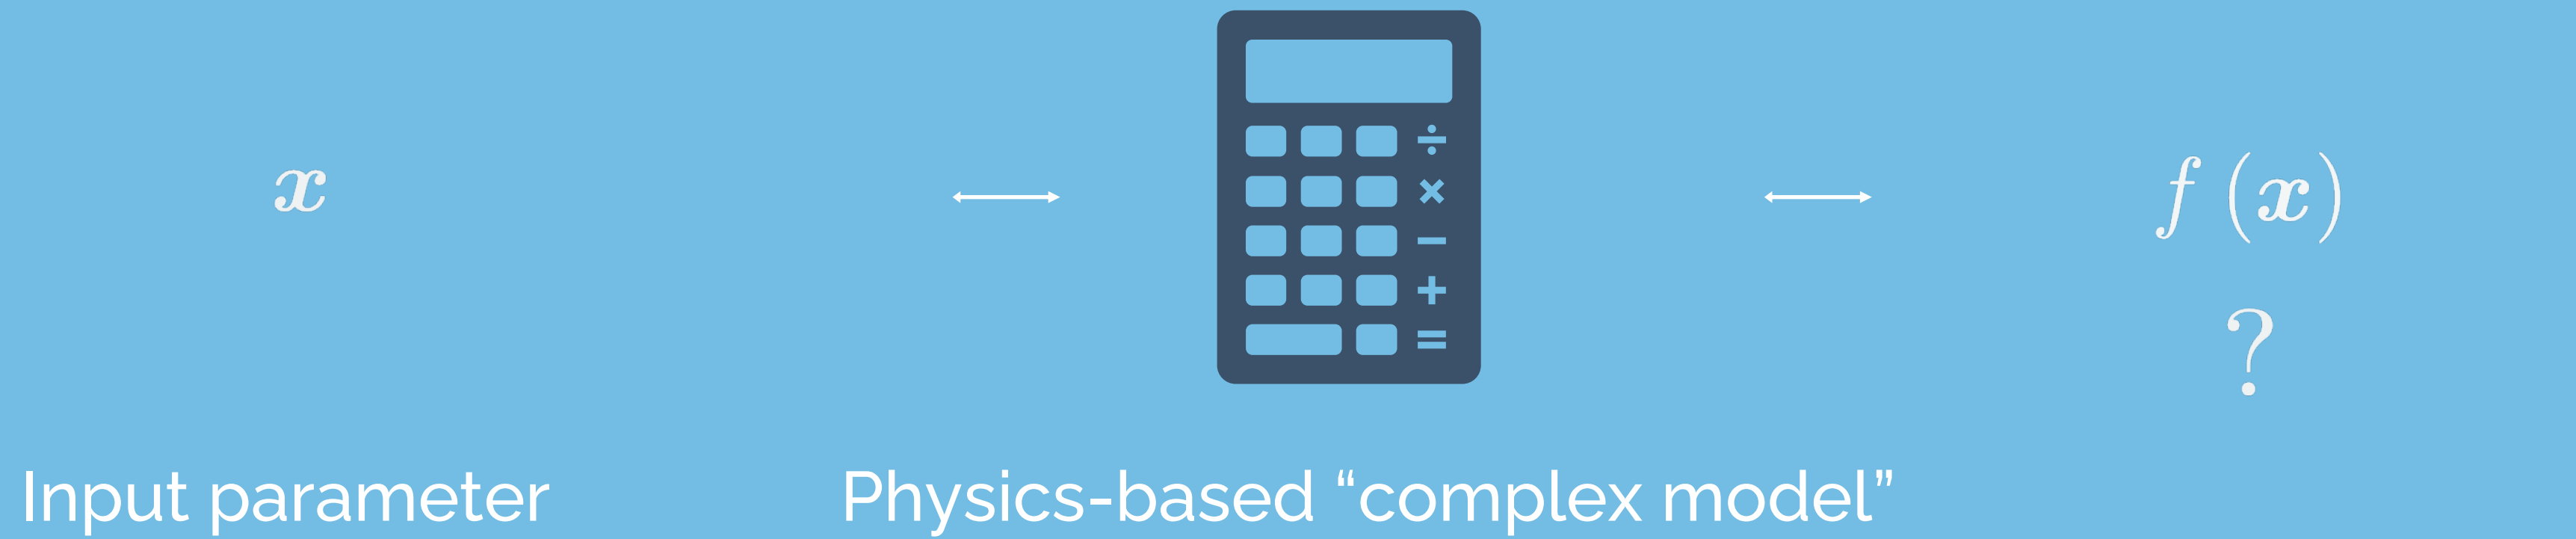 x
÷
×
−
+
=
f (x)
?
Input parameter
Physics-based “complex model”